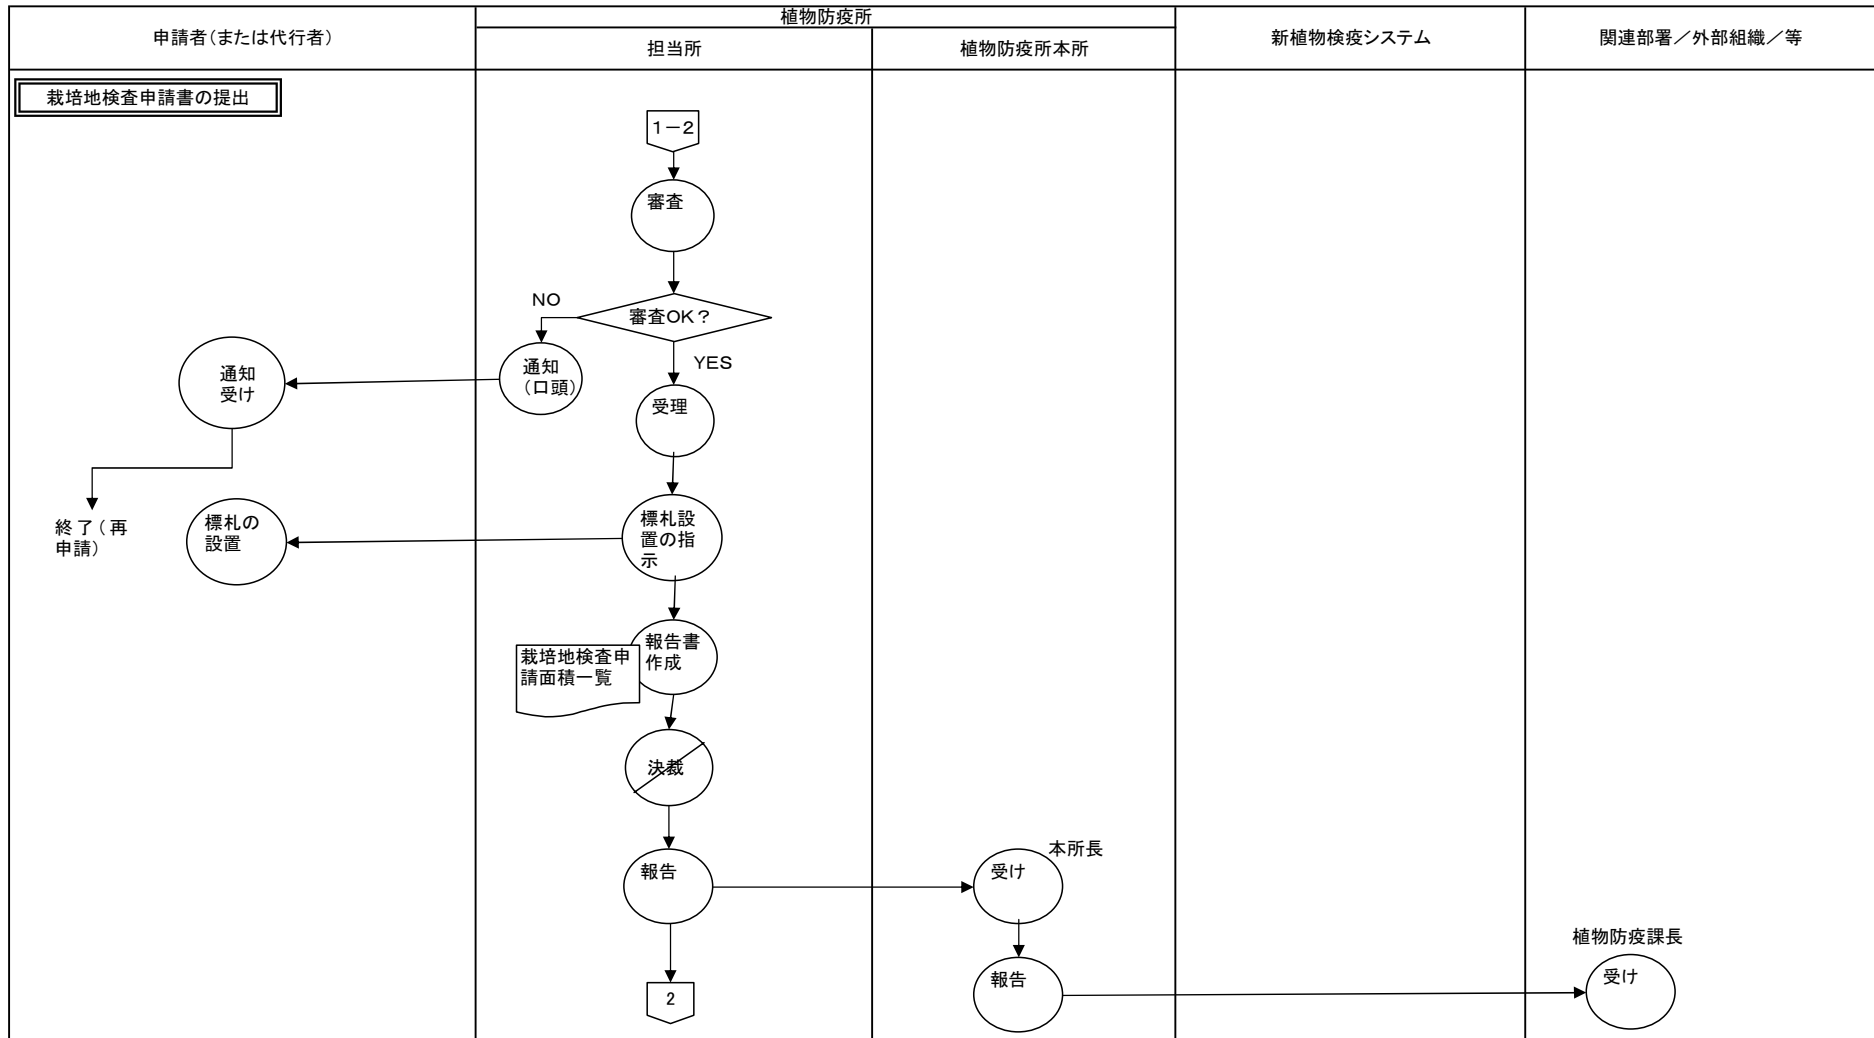 植物防疫所
申請者（または代行者）
担当所
植物防疫所本所
新植物検疫システム
関連部署／外部組織／等
栽培地検査申請書の提出
１－２
審査
NO
審査OK？
YES
通知
（口頭）
通知
受け
受理
終了（再
申請）
標札の
設置
標札設
置の指
示
報告書
作成
栽培地検査申
請面積一覧
決裁
報告
本所長
受け
植物防疫課長
報告
受け
2